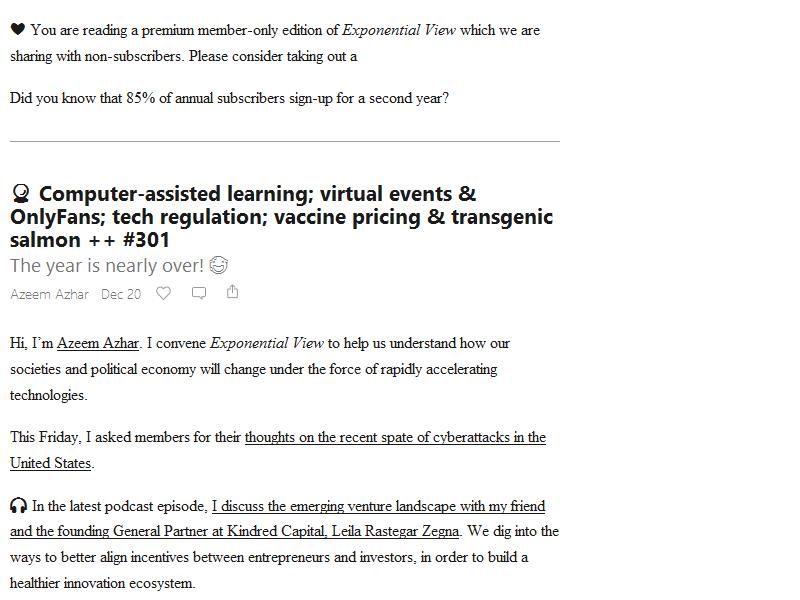 🖤 You are reading a premium member-only edition of Exponential View which we are
sharing with non-subscribers. Please consider taking out a
Did you know that 85% of annual subscribers sign-up for a second year?
🔮 Computer-assisted learning; virtual events &
OnlyFans; tech regulation; vaccine pricing & transgenic
salmon ++ #301
The year is nearly over! 😅
Azeem Azhar Dec 20
Hi, I’m Azeem Azhar. I convene Exponential View to help us understand how our
societies and political economy will change under the force of rapidly accelerating
technologies.
This Friday, I asked members for their thoughts on the recent spate of cyberattacks in the
United States.
🎧 In the latest podcast episode, I discuss the emerging venture landscape with my friend
and the founding General Partner at Kindred Capital, Leila Rastegar Zegna. We dig into the
ways to better align incentives between entrepreneurs and investors, in order to build a
healthier innovation ecosystem.